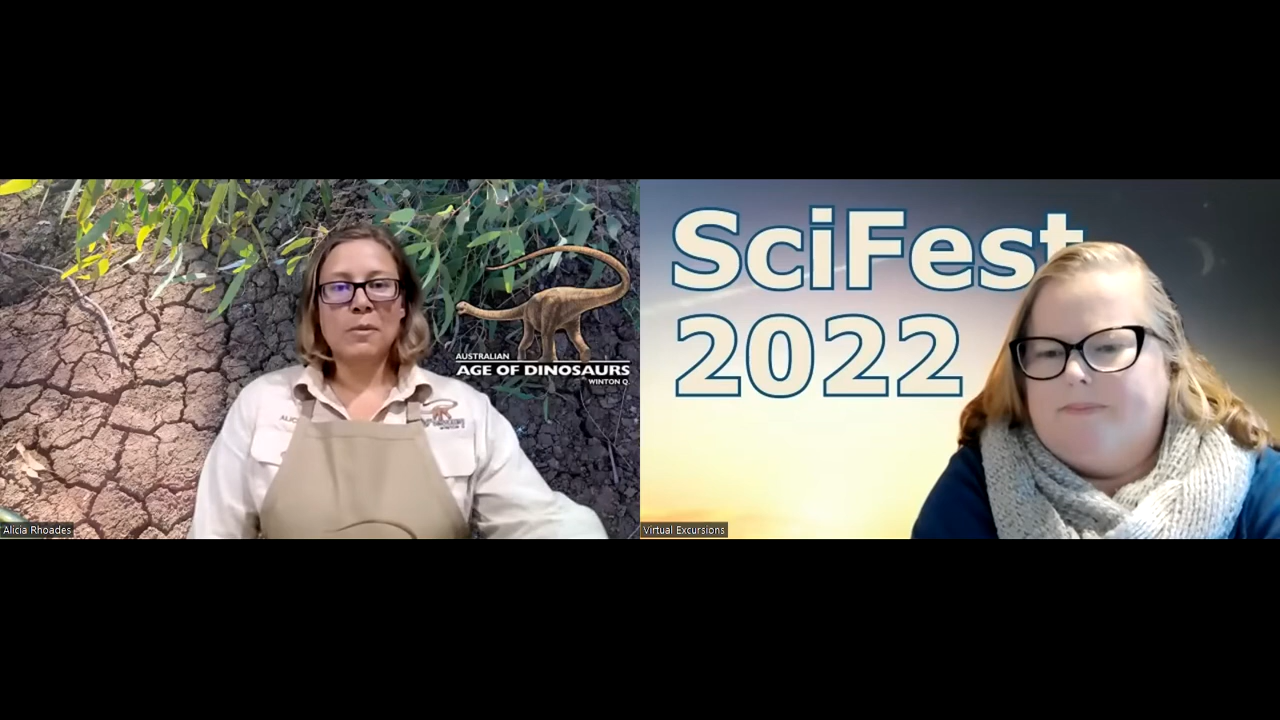 AUSTRALIAN
AGE OF DINOSAURS
WINTON Q.
Alicia Rhoades
SciFest
2022
Virtual Excursions